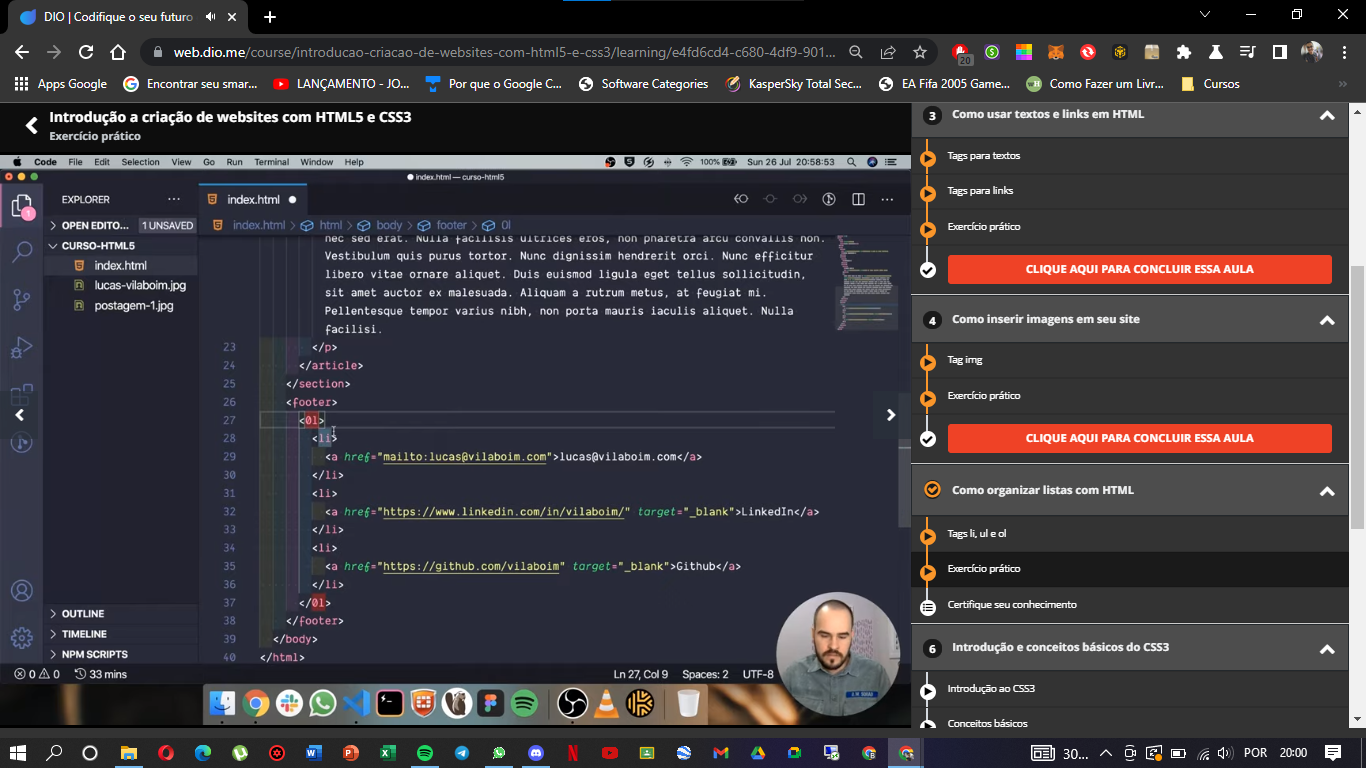 DIO | Codifique o seu futuro
web.dio.me/course/introducao-criacao-de-websites-com-html5-e-css3/learning/e4fd6cd4-c680-4df9-901...
20
Apps Google
Encontrar seu smar...
LANÇAMENTO - JO...
Por que o Google C...
Software Categories
KasperSky Total Sec...
EA Fifa 2005 Game...
Como Fazer um Livr...
Cursos
Introdução a criação de websites com HTML5 e CSS3
Exercício prático
Code File Edit Selection View Go Run Terminal Window Help
100% Sun 26 Jul 20:58:53
index.html — curso-html5
EXPLORER
OPEN EDITO... 1 UNSAVED
CURSO-HTML5
index.html
lucas-vilaboim.jpg
postagem-1.jpg
OUTLINE
TIMELINE
NPM SCRIPTS
1
index.html
index.html > html > body > footer > 0l
nec sed erat. Nulla facilisis ultrices eros, non pharetra arcu convallis non.
Vestibulum quis purus tortor. Nunc dignissim hendrerit orci. Nunc efficitur
libero vitae ornare aliquet. Duis euismod ligula eget tellus sollicitudin,
sit amet auctor ex malesuada. Aliquam a rutrum metus, at feugiat mi.
Pellentesque tempor varius nibh, non porta mauris iaculis aliquet. Nulla
facilisi.
23 </p>
24 </article>
25 </section>
26 <footer>
27 <0l>
28 <li>
29 <a href="mailto:lucas@vilaboim.com">lucas@vilaboim.com</a>
30 </li>
31 <li>
32 <a href="https://www.linkedin.com/in/vilaboim/" target="_blank">LinkedIn</a>
33 </li>
34 <li>
35 <a href="https://github.com/vilaboim" target="_blank">Github</a>
36 </li>
37 </0l>
38 </footer>
39 </body>
40 </html>
0 0 33 mins
Ln 27, Col 9 Spaces: 2 UTF-8
3 Como usar textos e links em HTML
Tags para textos
Tags para links
Exercício prático
CLIQUE AQUI PARA CONCLUIR ESSA AULA
4 Como inserir imagens em seu site
Tag img
Exercício prático
CLIQUE AQUI PARA CONCLUIR ESSA AULA
Como organizar listas com HTML
Tags li, ul e ol
Exercício prático
Certifique seu conhecimento
6 Introdução e conceitos básicos do CSS3
Introdução ao CSS3
Conceitos básicos
30...
POR
20:00